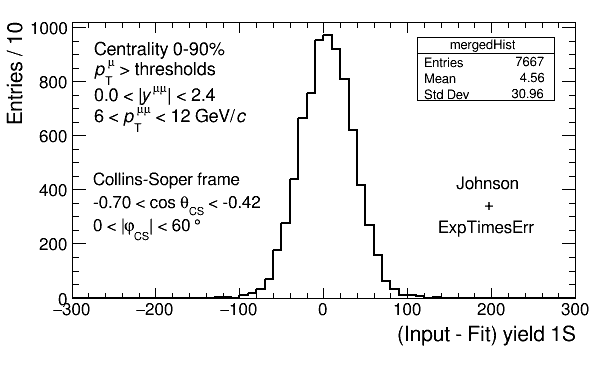 Entries / 10
1000
800
600
400
200
0
Centrality 0-90%
p_T^μ > thresholds
0.0 < |y^μμ| < 2.4
6 < p_T^μμ < 12 GeV/c
Collins-Soper frame
-0.70 < cos θ_CS < -0.42
0 < |φ_CS| < 60 °
mergedHist
Entries 7667
Mean 4.56
Std Dev 30.96
Johnson
+
ExpTimesErr
−300 −200 −100 0 100 200 300
(Input - Fit) yield 1S